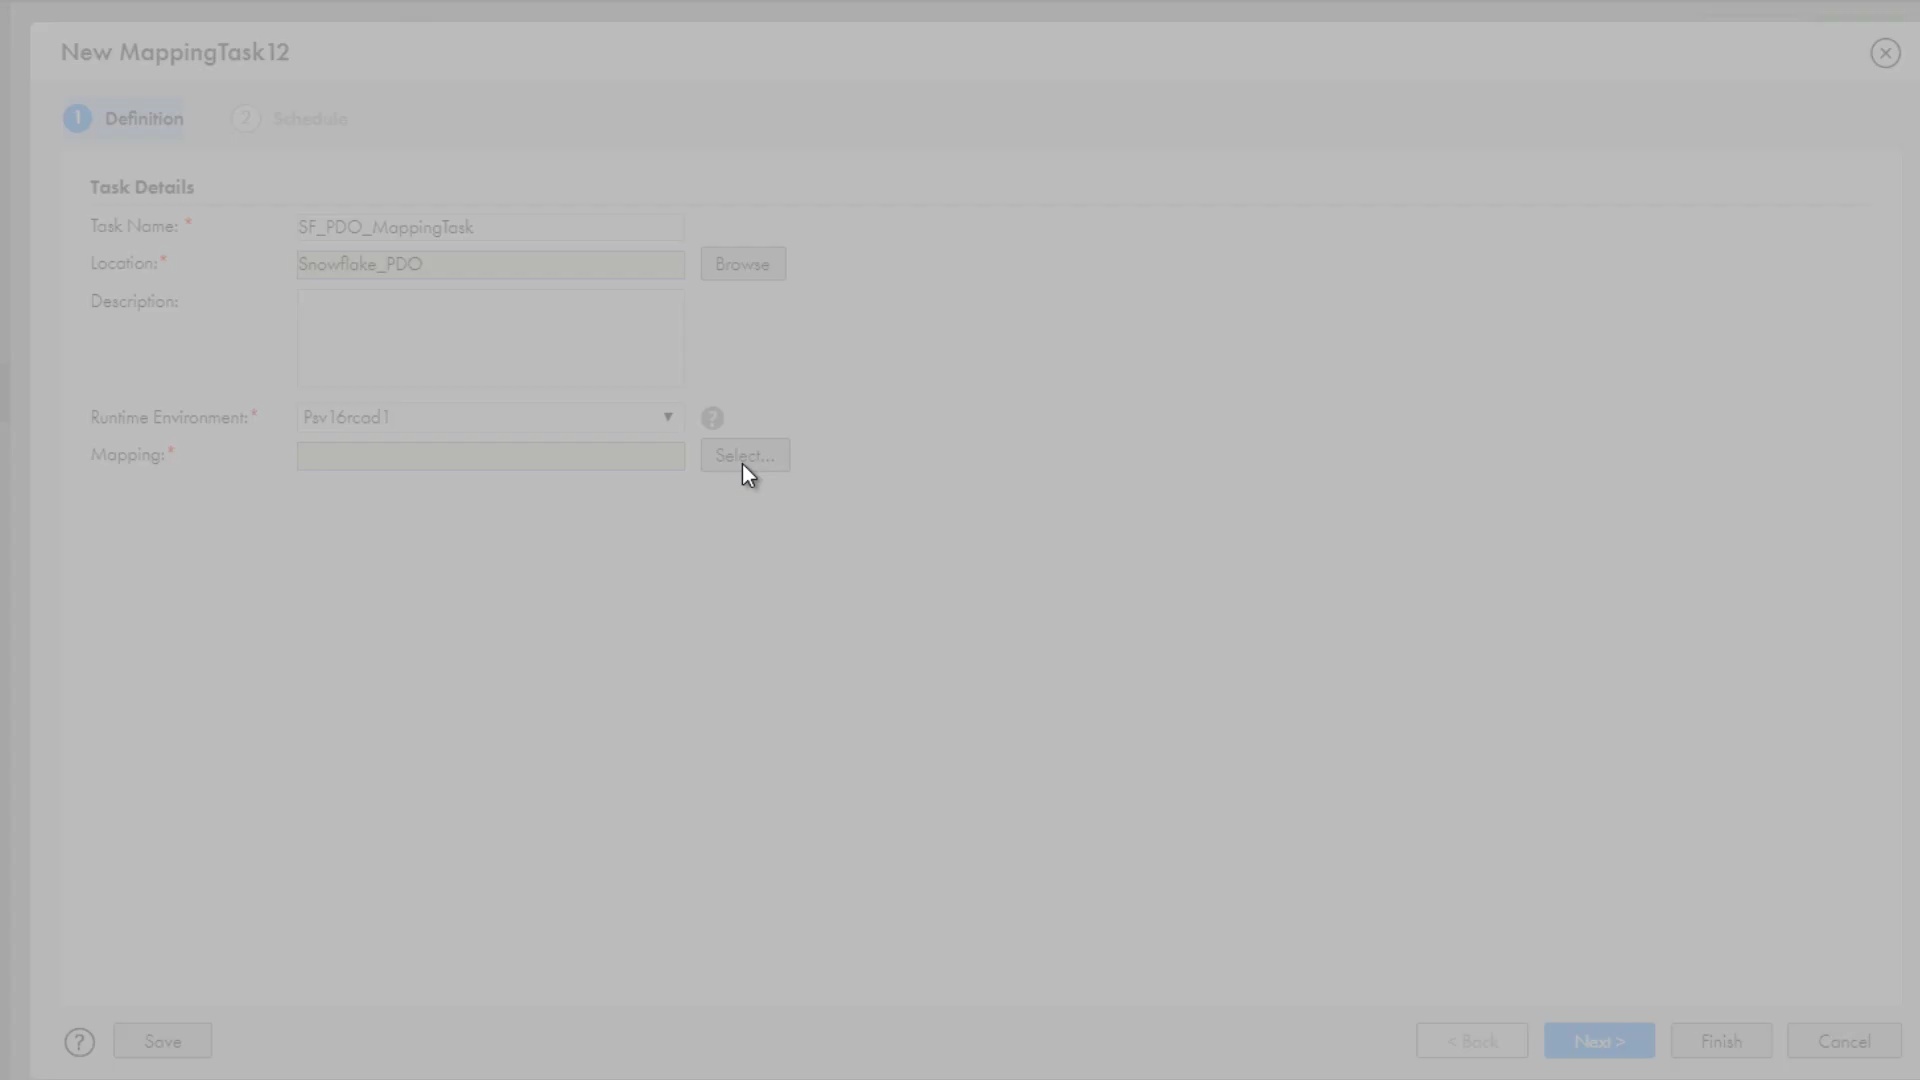 New MappingTask12
1 Definition 2 Schedule
Task Details
Task Name: * SF_PDO_MappingTask
Location:* Snowflake_PDO Browse
Description:
Runtime Environment:* Psv16rcad1 ▼ ?
Mapping:* Select...
? Save < Back Next > Finish Cancel